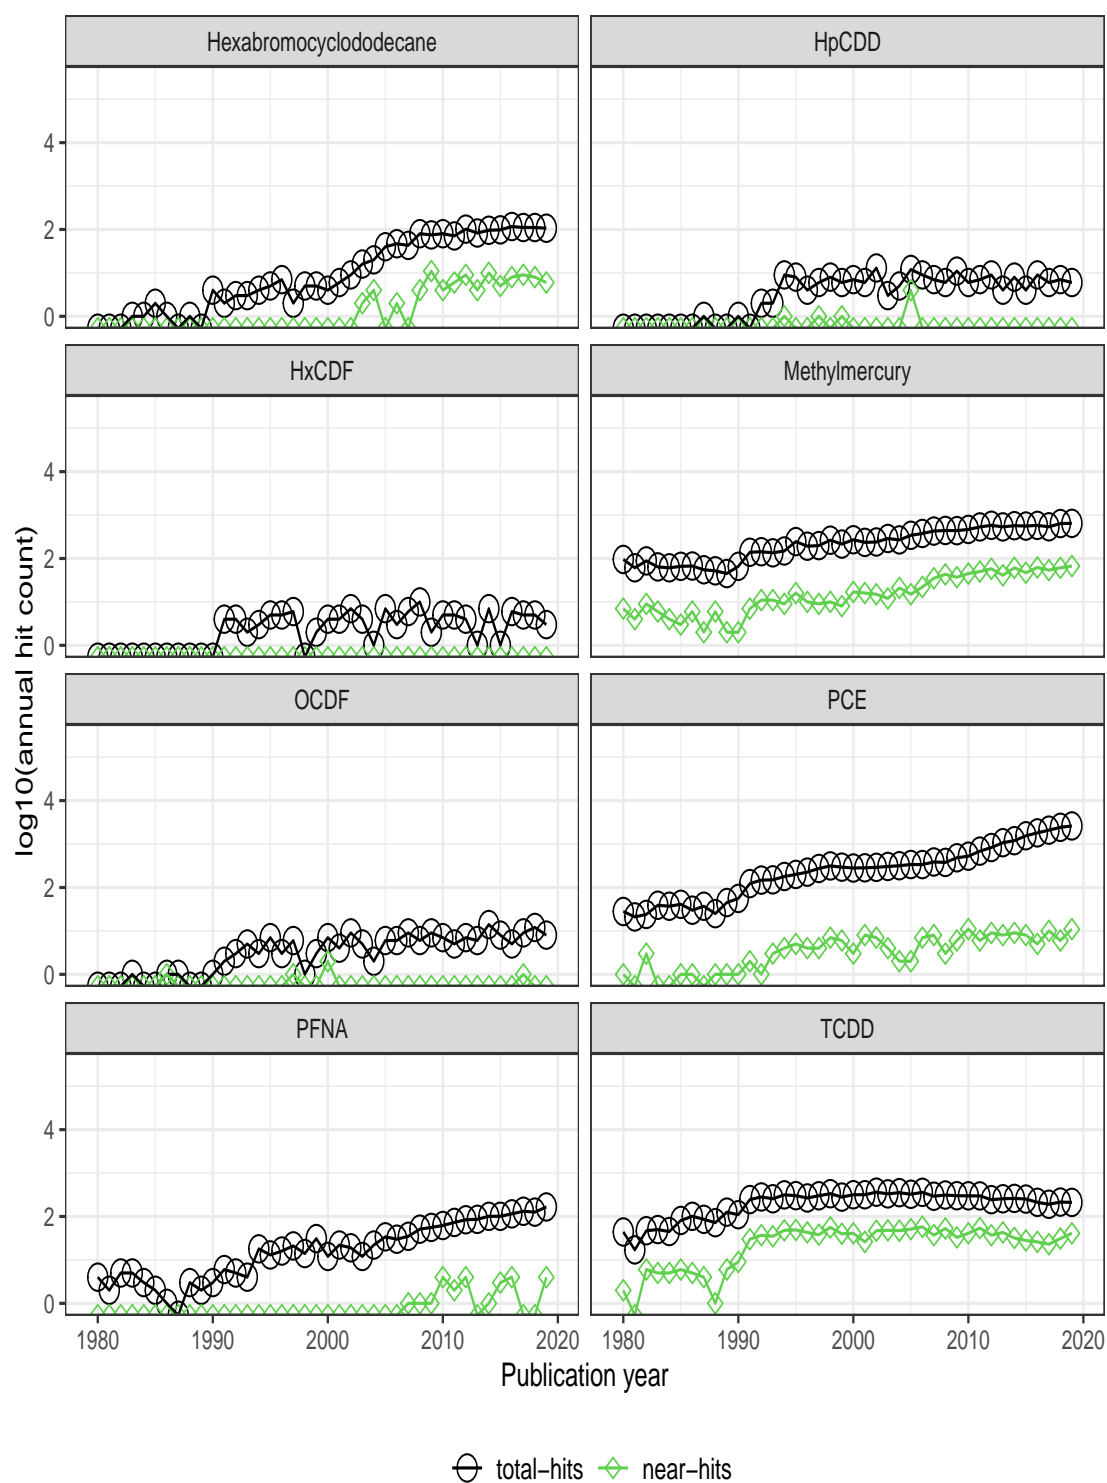 Hexabromocyclododecane
HpCDD
4
2
0
HxCDF
Methylmercury
4
2
0
OCDF
PCE
4
2
0
PFNA
TCDD
4
2
0
1980 1990 2000 2010 2020
1980 1990 2000 2010 2020
log10(annual hit count)
Publication year
total−hits near−hits